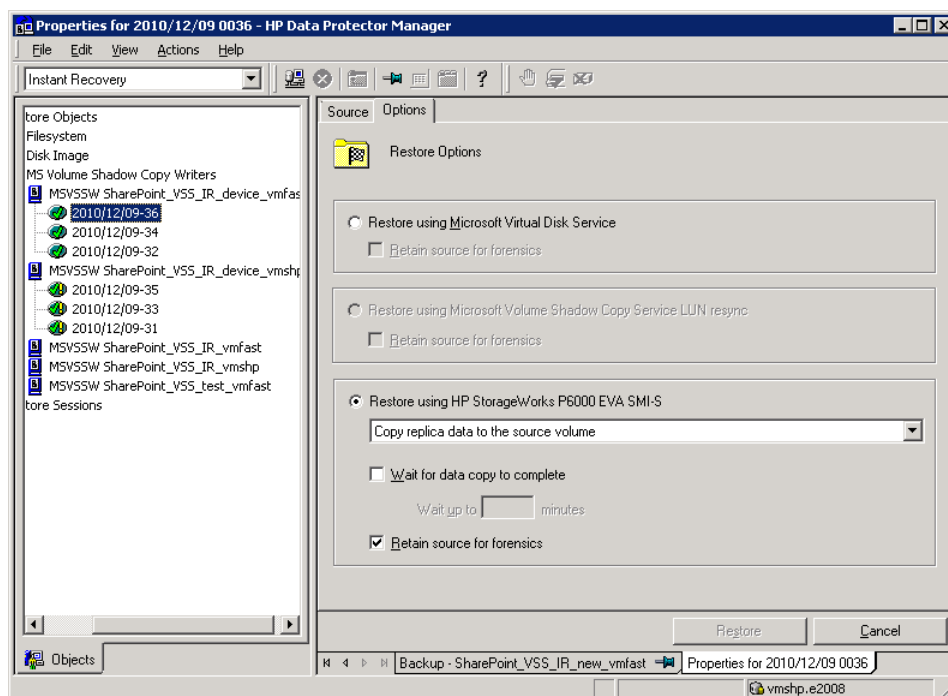 Properties for 2010/12/09 0036 - HP Data Protector Manager
File Edit View Actions Help
Instant Recovery
tore Objects
Filesystem
Disk Image
MS Volume Shadow Copy Writers
MSVSSW SharePoint_VSS_IR_device_vmfas
2010/12/09-36
2010/12/09-34
2010/12/09-32
MSVSSW SharePoint_VSS_IR_device_vmshp
2010/12/09-35
2010/12/09-33
2010/12/09-31
MSVSSW SharePoint_VSS_IR_vmfast
MSVSSW SharePoint_VSS_IR_vmshp
MSVSSW SharePoint_VSS_test_vmfast
tore Sessions
Objects
Source Options
Restore Options
Restore using Microsoft Virtual Disk Service
Retain source for forensics
Restore using Microsoft Volume Shadow Copy Service LUN resync
Retain source for forensics
Restore using HP StorageWorks P6000 EVA SMI-S
Copy replica data to the source volume
Wait for data copy to complete
Wait up to minutes
Retain source for forensics
Restore Cancel
Backup - SharePoint_VSS_IR_new_vmfast Properties for 2010/12/09 0036
vmshp.e2008